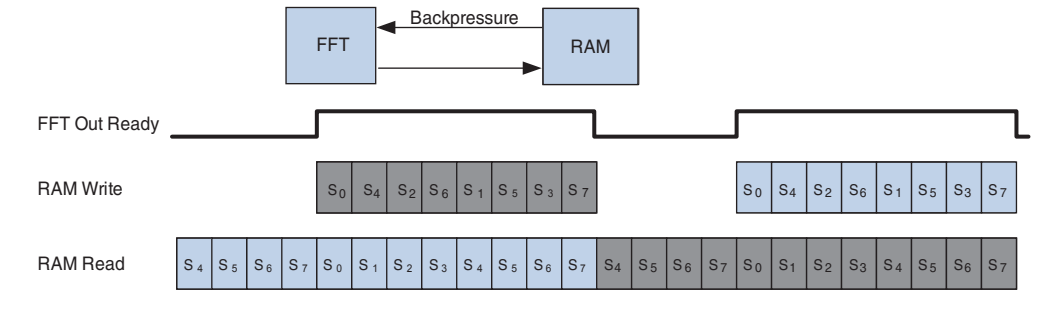 Backpressure
FFT RAM
FFT Out Ready
RAM Write S0 S4 S2 S6 S1 S5 S3 S7 S0 S4 S2 S6 S1 S5 S3 S7
RAM Read S4 S5 S6 S7 S0 S1 S2 S3 S4 S5 S6 S7 S4 S5 S6 S7 S0 S1 S2 S3 S4 S5 S6 S7